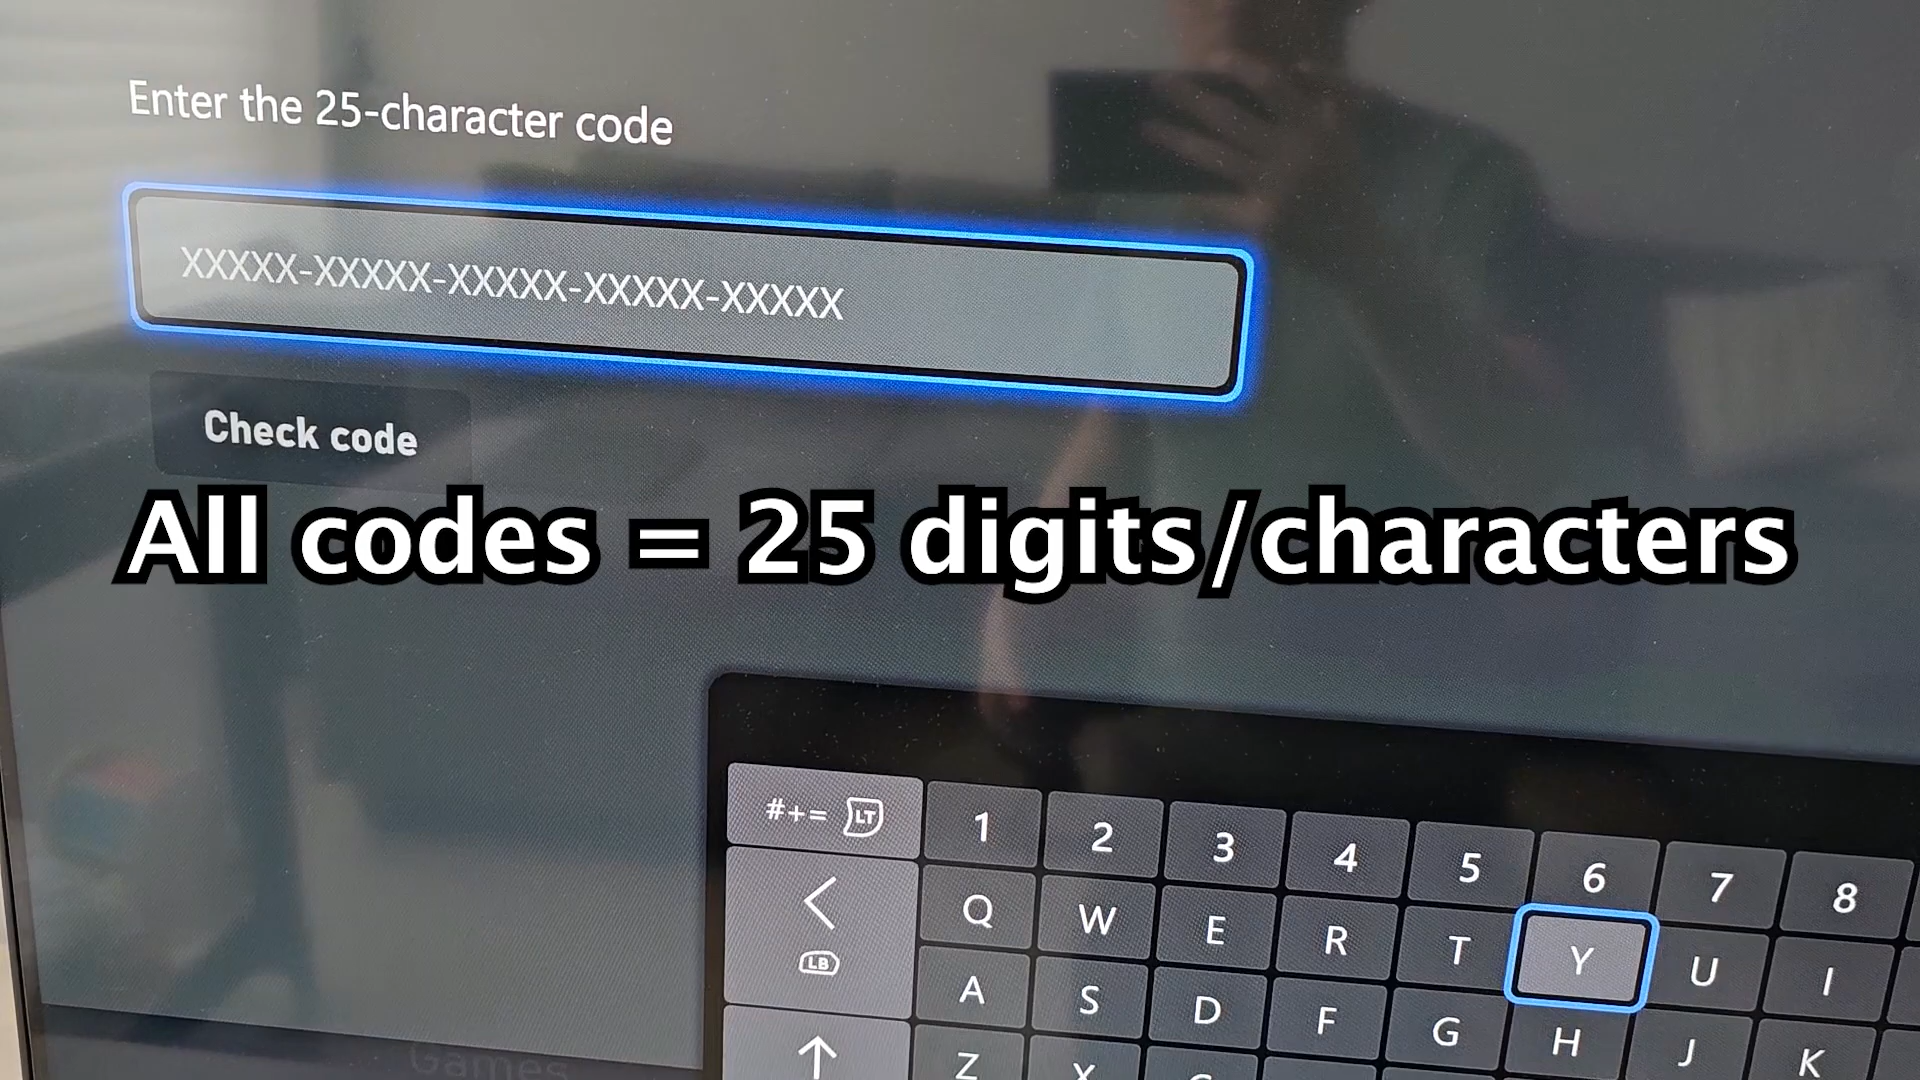 Enter the 25-character code
XXXXX-XXXXX-XXXXX-XXXXX-XXXXX
Check code
All codes = 25 digits/characters
#+= LT 1 2 3 4 5 6 7 8
LB
Q W E R T Y U I
A S D F G H J K
Z X
Games